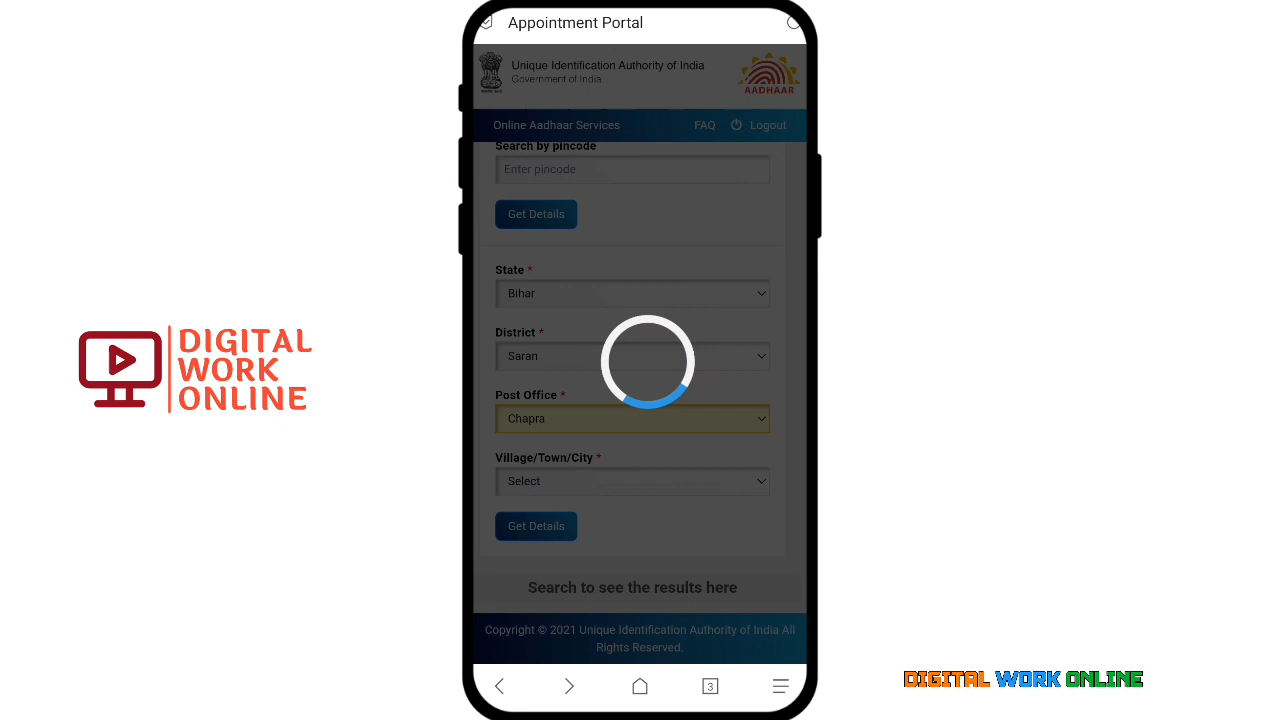 Appointment Portal
Unique Identification Authority of India
Government of India
AADHAAR
Online Aadhaar Services FAQ Logout
Search by pincode
Enter pincode
Get Details
State *
Bihar
District *
Saran
Post Office *
Chapra
Village/Town/City *
Select
Get Details
Search to see the results here
Copyright © 2021 Unique Identification Authority of India All
Rights Reserved.
3
DIGITAL
WORK
ONLINE
DIGITAL WORK ONLINE